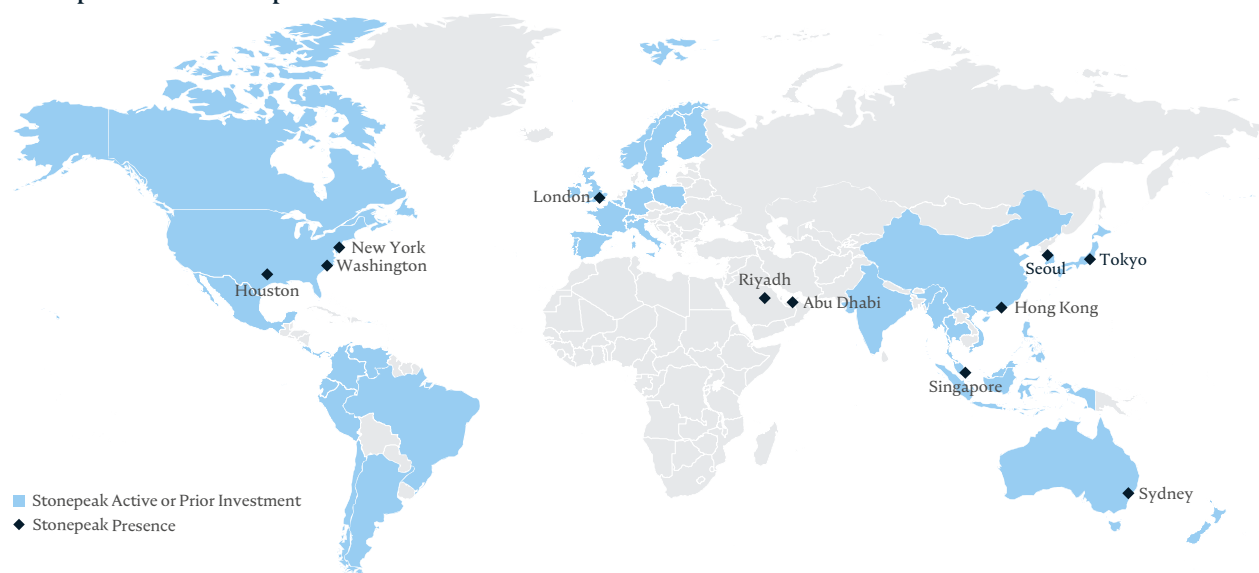 London
New York
Washington
Houston
Riyadh
Abu Dhabi
Seoul
Tokyo
Hong Kong
Singapore
Sydney
Stonepeak Active or Prior Investment
Stonepeak Presence